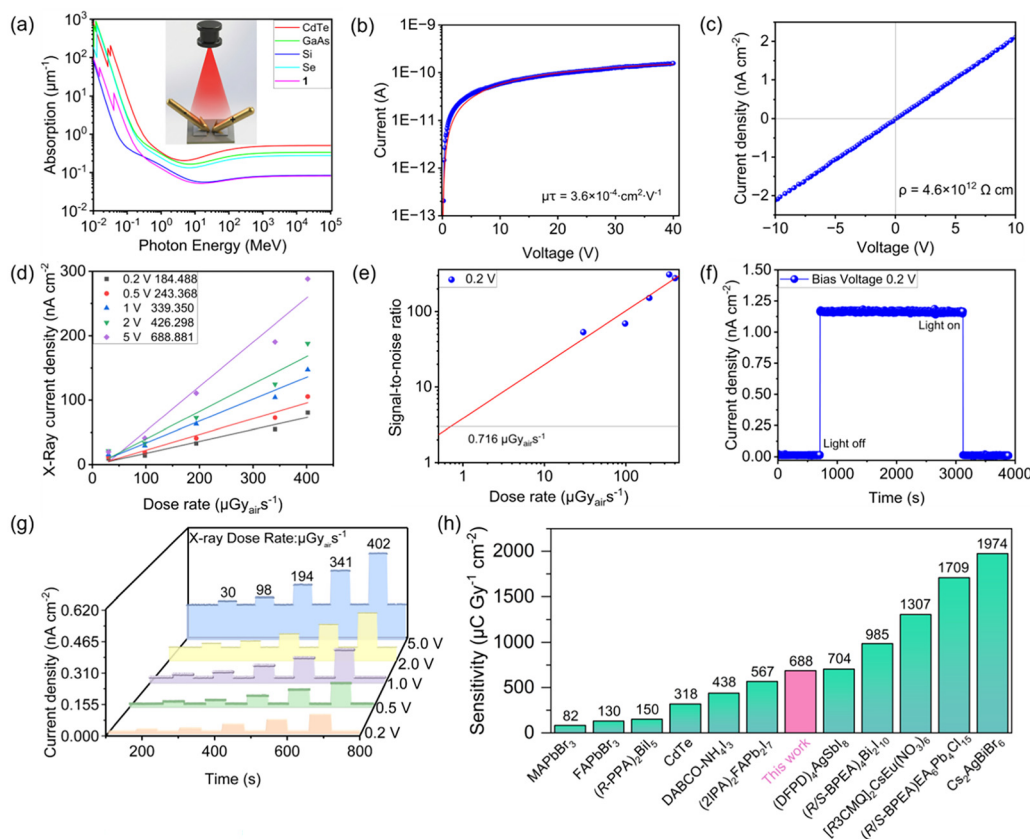 (a)
Absorption (μm⁻¹)
10³
10²
10¹
10⁰
10⁻¹
10⁻²
CdTe
GaAs
Si
Se
1
10⁻² 10⁻¹ 10⁰ 10¹ 10² 10³ 10⁴ 10⁵
Photon Energy (MeV)
(b)
Current (A)
1E-9
1E-10
1E-11
1E-12
1E-13
μτ = 3.6×10⁻⁴·cm²·V⁻¹
0 10 20 30 40
Voltage (V)
(c)
Current density (nA cm⁻²)
2
1
0
-1
-2
ρ = 4.6×10¹² Ω cm
-10 -5 0 5 10
Voltage (V)
(d)
X-Ray current density (nA cm⁻²)
300
250
200
150
100
50
0
0.2 V 184.488
0.5 V 243.368
1 V 339.350
2 V 426.298
5 V 688.881
0 100 200 300 400
Dose rate (μGyₐᵢᵣs⁻¹)
(e)
Signal-to-noise ratio
100
10
1
0.2 V
0.716 μGyₐᵢᵣs⁻¹
1 10 100
Dose rate (μGyₐᵢᵣs⁻¹)
(f)
Current density (nA cm⁻²)
1.50
1.25
1.00
0.75
0.50
0.25
0.00
Bias Voltage 0.2 V
Light on
Light off
0 1000 2000 3000 4000
Time (s)
(g)
X-ray Dose Rate:μGyₐᵢᵣs⁻¹
30 98 194 341 402
Current density (nA cm⁻²)
0.620
0.465
0.310
0.155
0.000
5.0 V
2.0 V
1.0 V
0.5 V
0.2 V
200 400 600 800
Time (s)
(h)
Sensitivity (μC Gy⁻¹ cm⁻²)
2000
1500
1000
500
0
82 130 150 318 438 567 688 704 985 1307 1709 1974
MAPbBr₃
FAPbBr₃
(R-PPA)₂BiI₅
CdTe
DABCO-NH₄I₃
(2IPA)₂FAPb₂I₇
This work
(DFPD)₄AgSbI₈
(R/S-BPEA)₄Bi₂I₁₀
[R3CMQ]₂CsEu(NO₃)₆
(R/S-BPEA)EA₆Pb₄Cl₁₅
Cs₂AgBiBr₆